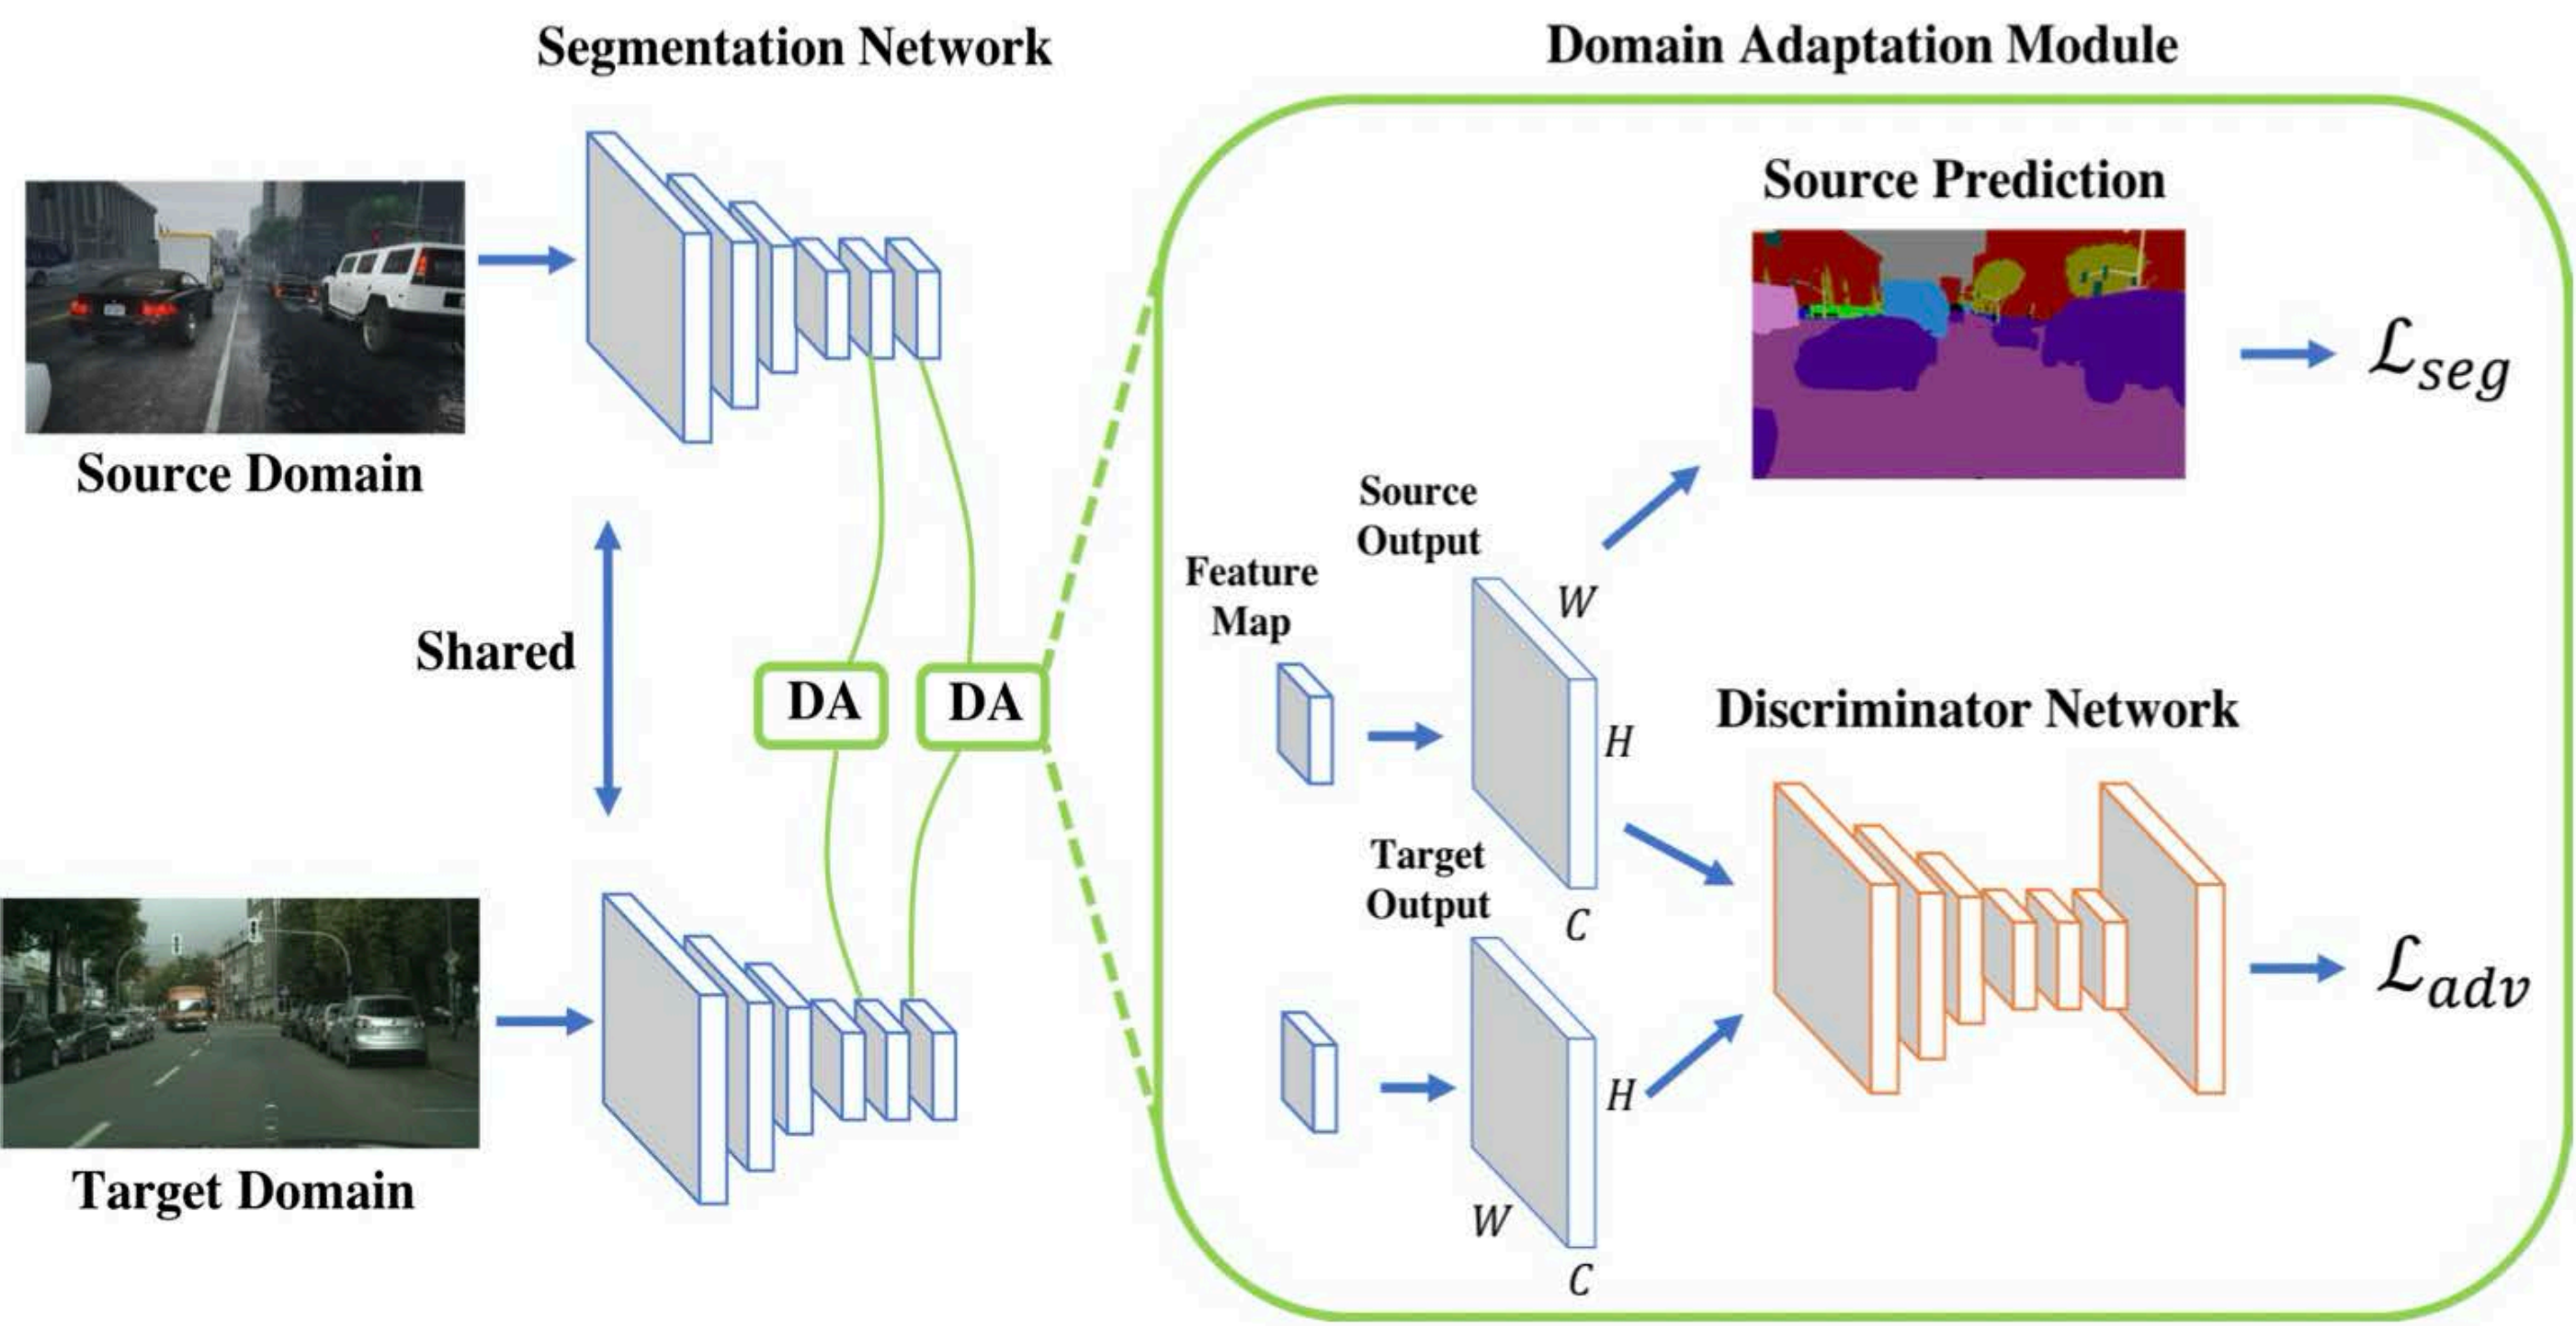 Segmentation Network
Domain Adaptation Module
Source Prediction
Source Domain
ℒseg
Source
Output
Feature
Map
W
Shared
DA
DA
H
Discriminator Network
Target
Output
C
ℒadv
H
Target Domain
W
C